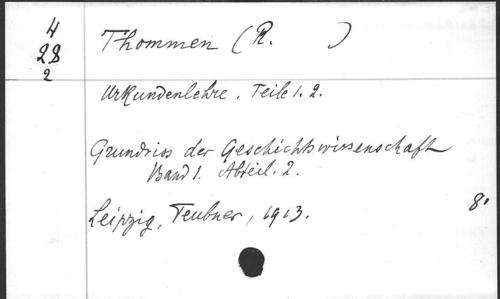 4
28
2
Thommen (R. )
Urkundenlehre. Teile 1. 2.
Grundriss der Geschichtswissenschaft
Band 1. Abteil. 2.
Leipzig, Teubner, 1913.
8°